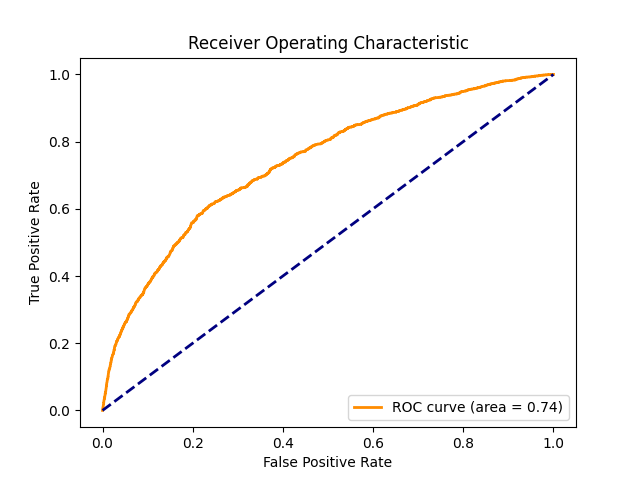 Receiver Operating Characteristic
1.0
0.8
0.6
0.4
0.2
0.0
True Positive Rate
0.0 0.2 0.4 0.6 0.8 1.0
False Positive Rate
ROC curve (area = 0.74)